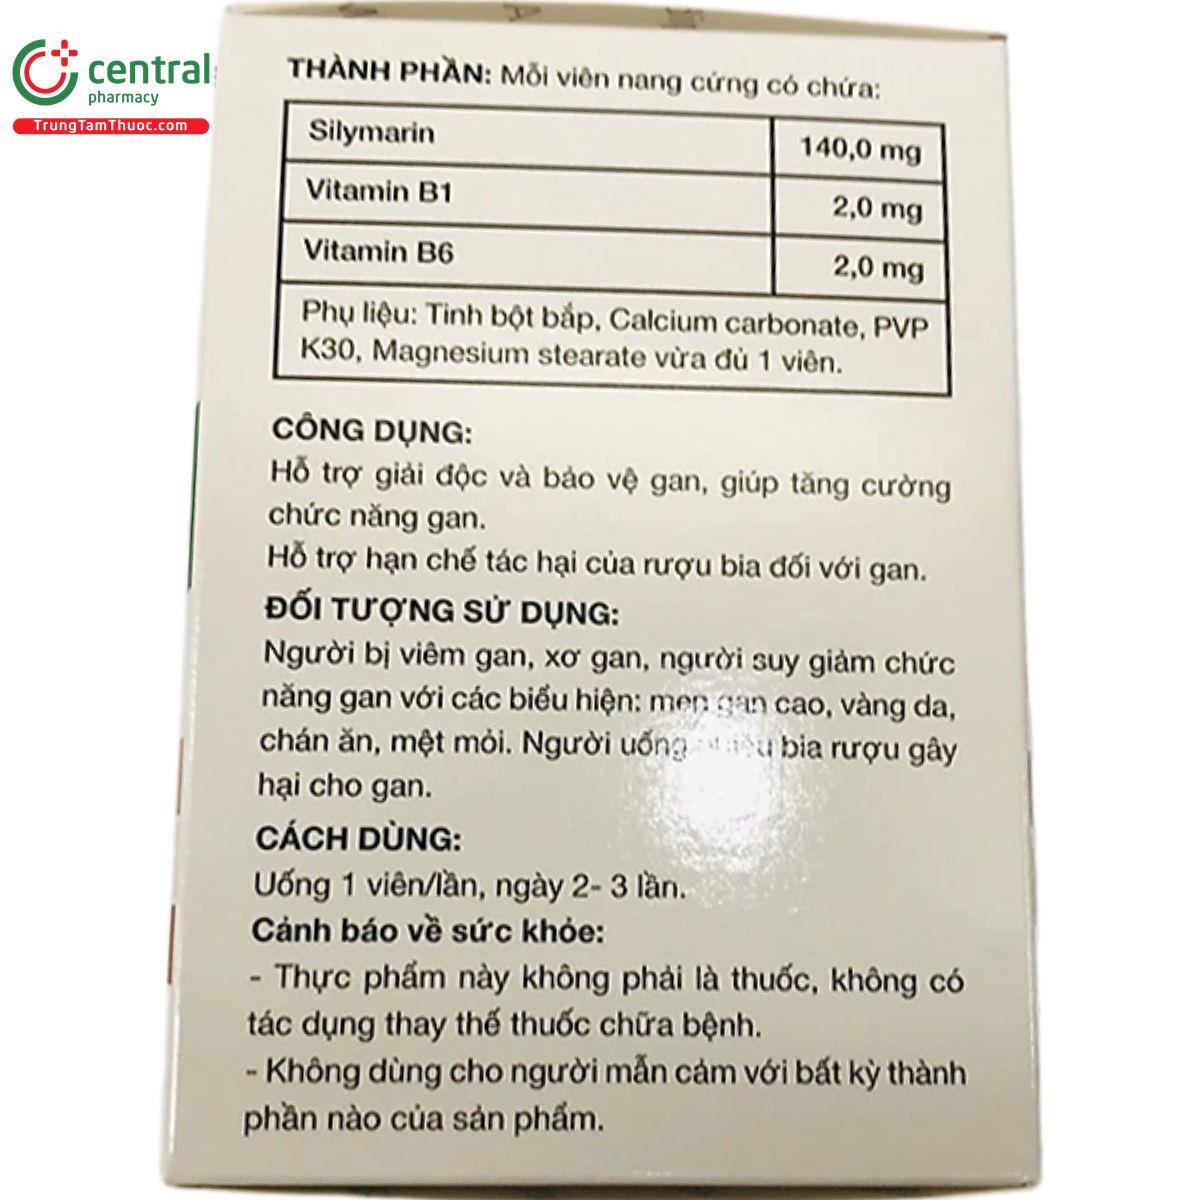 central
pharmacy
TrungTamThuoc.com
THÀNH PHẦN: Mỗi viên nang cứng có chứa:
Silymarin 140,0 mg
Vitamin B1 2,0 mg
Vitamin B6 2,0 mg
Phụ liệu: Tinh bột bắp, Calcium carbonate, PVP
K30, Magnesium stearate vừa đủ 1 viên.
CÔNG DỤNG:
Hỗ trợ giải độc và bảo vệ gan, giúp tăng cường
chức năng gan.
Hỗ trợ hạn chế tác hại của rượu bia đối với gan.
ĐỐI TƯỢNG SỬ DỤNG:
Người bị viêm gan, xơ gan, người suy giảm chức
năng gan với các biểu hiện: men gan cao, vàng da,
chán ăn, mệt mỏi. Người uống bia rượu gây
hại cho gan.
CÁCH DÙNG:
Uống 1 viên/lần, ngày 2- 3 lần.
Cảnh báo về sức khỏe:
- Thực phẩm này không phải là thuốc, không có
tác dụng thay thế thuốc chữa bệnh.
- Không dùng cho người mẫn cảm với bất kỳ thành
phần nào của sản phẩm.